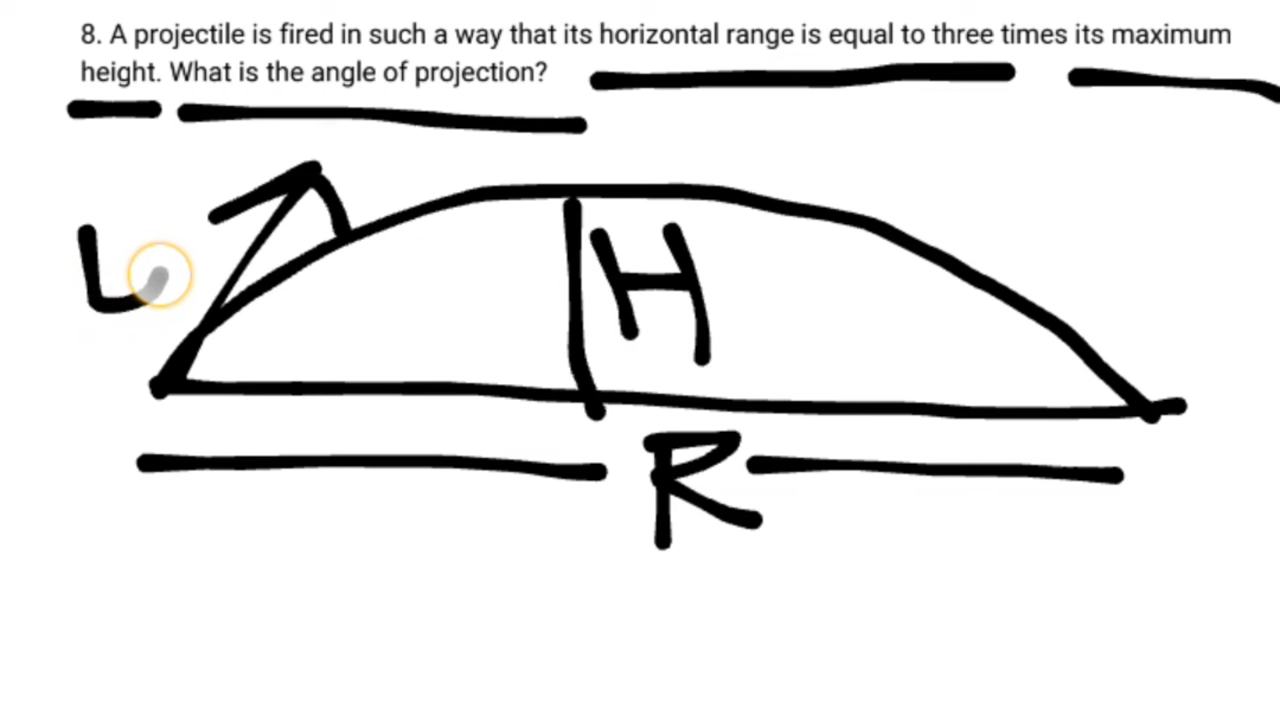 8. A projectile is fired in such a way that its horizontal range is equal to three times its maximum
height. What is the angle of projection?
H
R